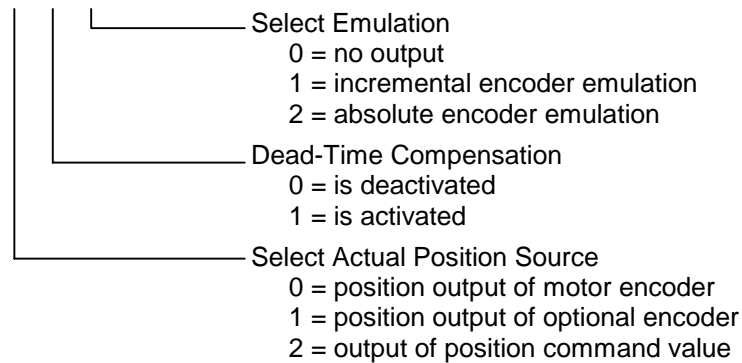 Select Emulation
0 = no output
1 = incremental encoder emulation
2 = absolute encoder emulation
Dead-Time Compensation
0 = is deactivated
1 = is activated
Select Actual Position Source
0 = position output of motor encoder
1 = position output of optional encoder
2 = output of position command value